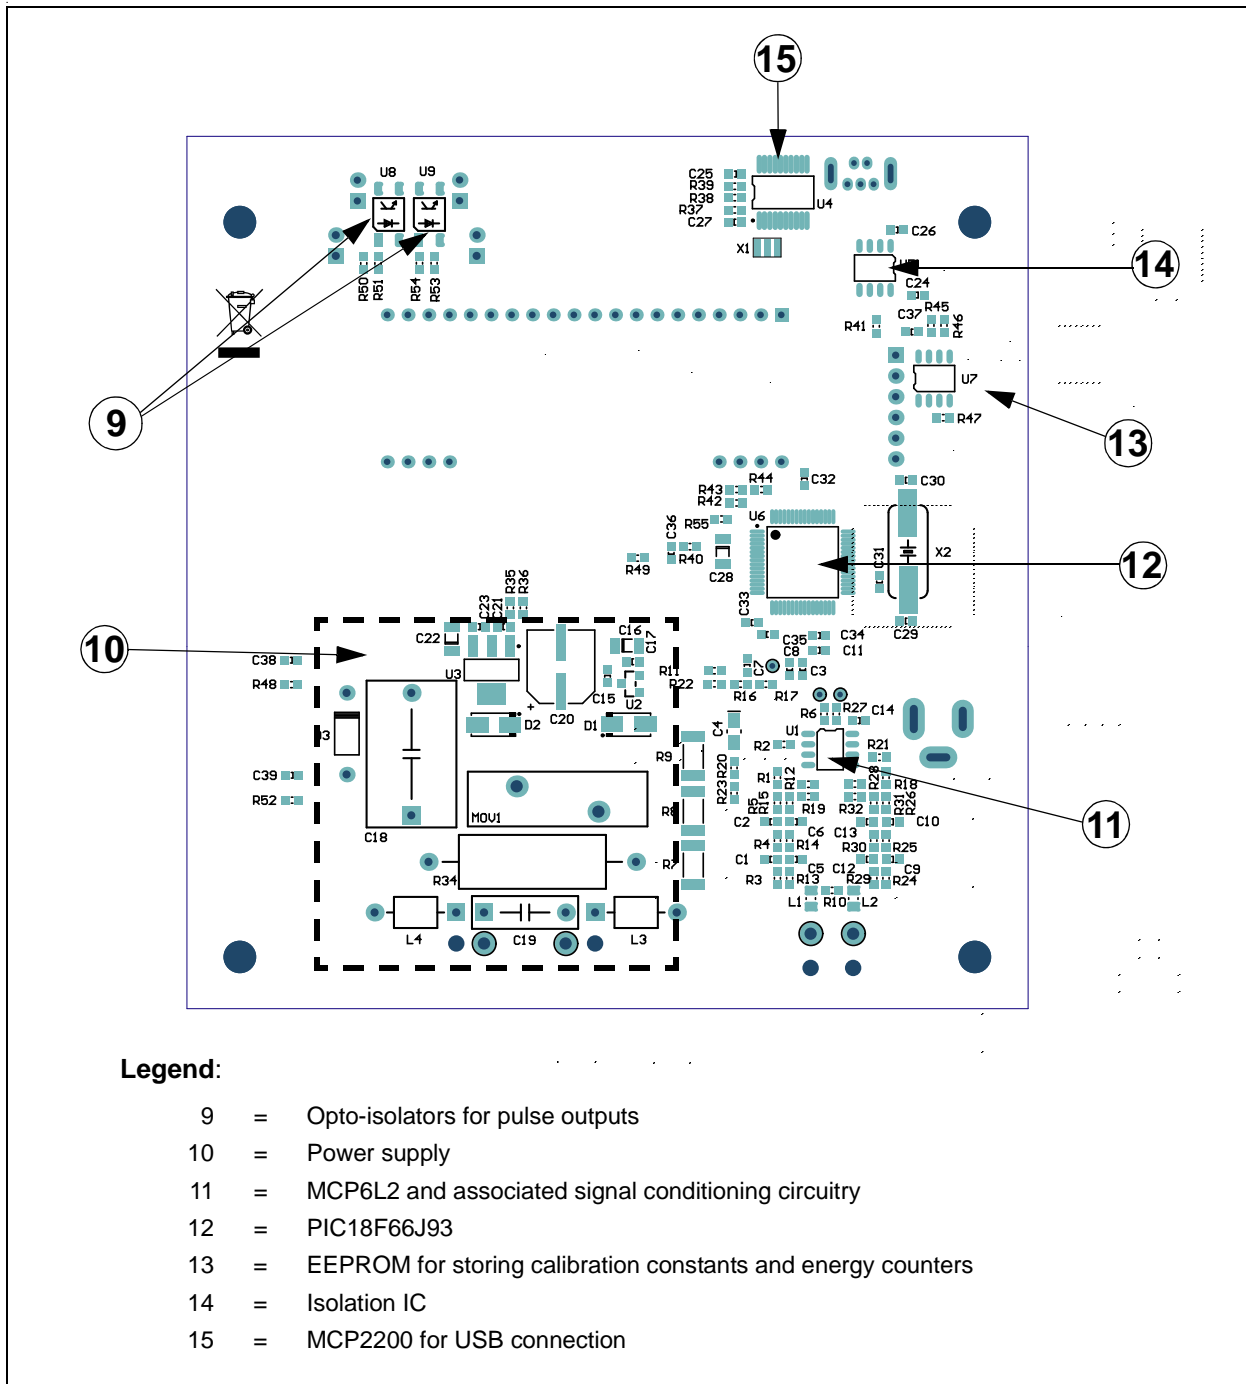 15
U8 U9
C25
R39
R38
R37
C27
U4
X1
C26
14
C24
R50 R51 R54 R53
C37 R45 R46
R41
U7
9
R47
13
R44
R43
R42
C32
C30
R55
U6
C36
R40
R49
C28
C31
X2
12
R35 R36
C33
C29
C23 C21
C22
C16 C17
C35
C34
C8
C11
10
C38
R48
U3
C15
U2
R11
R22
C7
C3
R16 R17
C20
D2
D1
+
C4
R6
R27
C14
U1
R2
R21
3
R9
R20
R23
R1
R12
R28
R18
C39
R52
R5
R15
R19
R32
R31
R26
MOV1
R8
C2
C6
C13
C10
11
C18
R4
R14
R30
R25
R34
R7
C1
C5
C12
C9
R3
R13
R29
R24
L1
R10
L2
L4
C19
L3
Legend:
9 = Opto-isolators for pulse outputs
10 = Power supply
11 = MCP6L2 and associated signal conditioning circuitry
12 = PIC18F66J93
13 = EEPROM for storing calibration constants and energy counters
14 = Isolation IC
15 = MCP2200 for USB connection